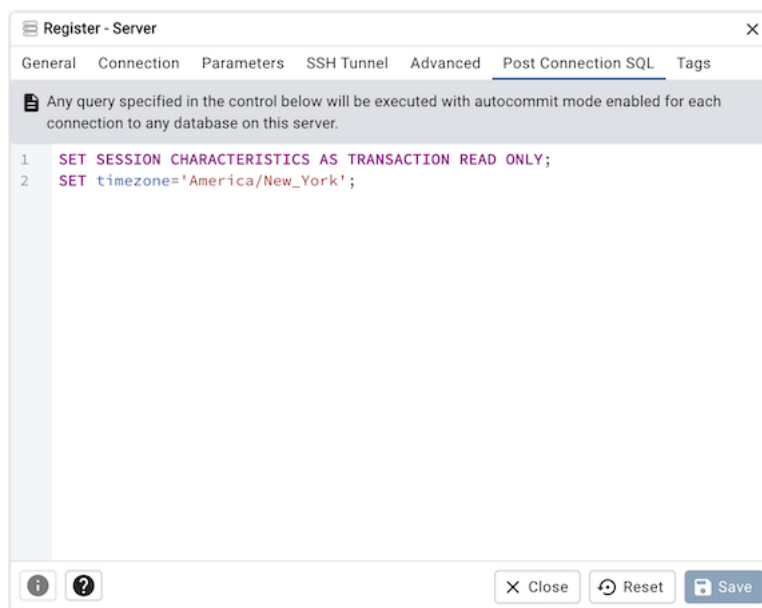 Register - Server
General Connection Parameters SSH Tunnel Advanced Post Connection SQL Tags
Any query specified in the control below will be executed with autocommit mode enabled for each
connection to any database on this server.
1 SET SESSION CHARACTERISTICS AS TRANSACTION READ ONLY;
2 SET timezone='America/New_York';
Close Reset Save